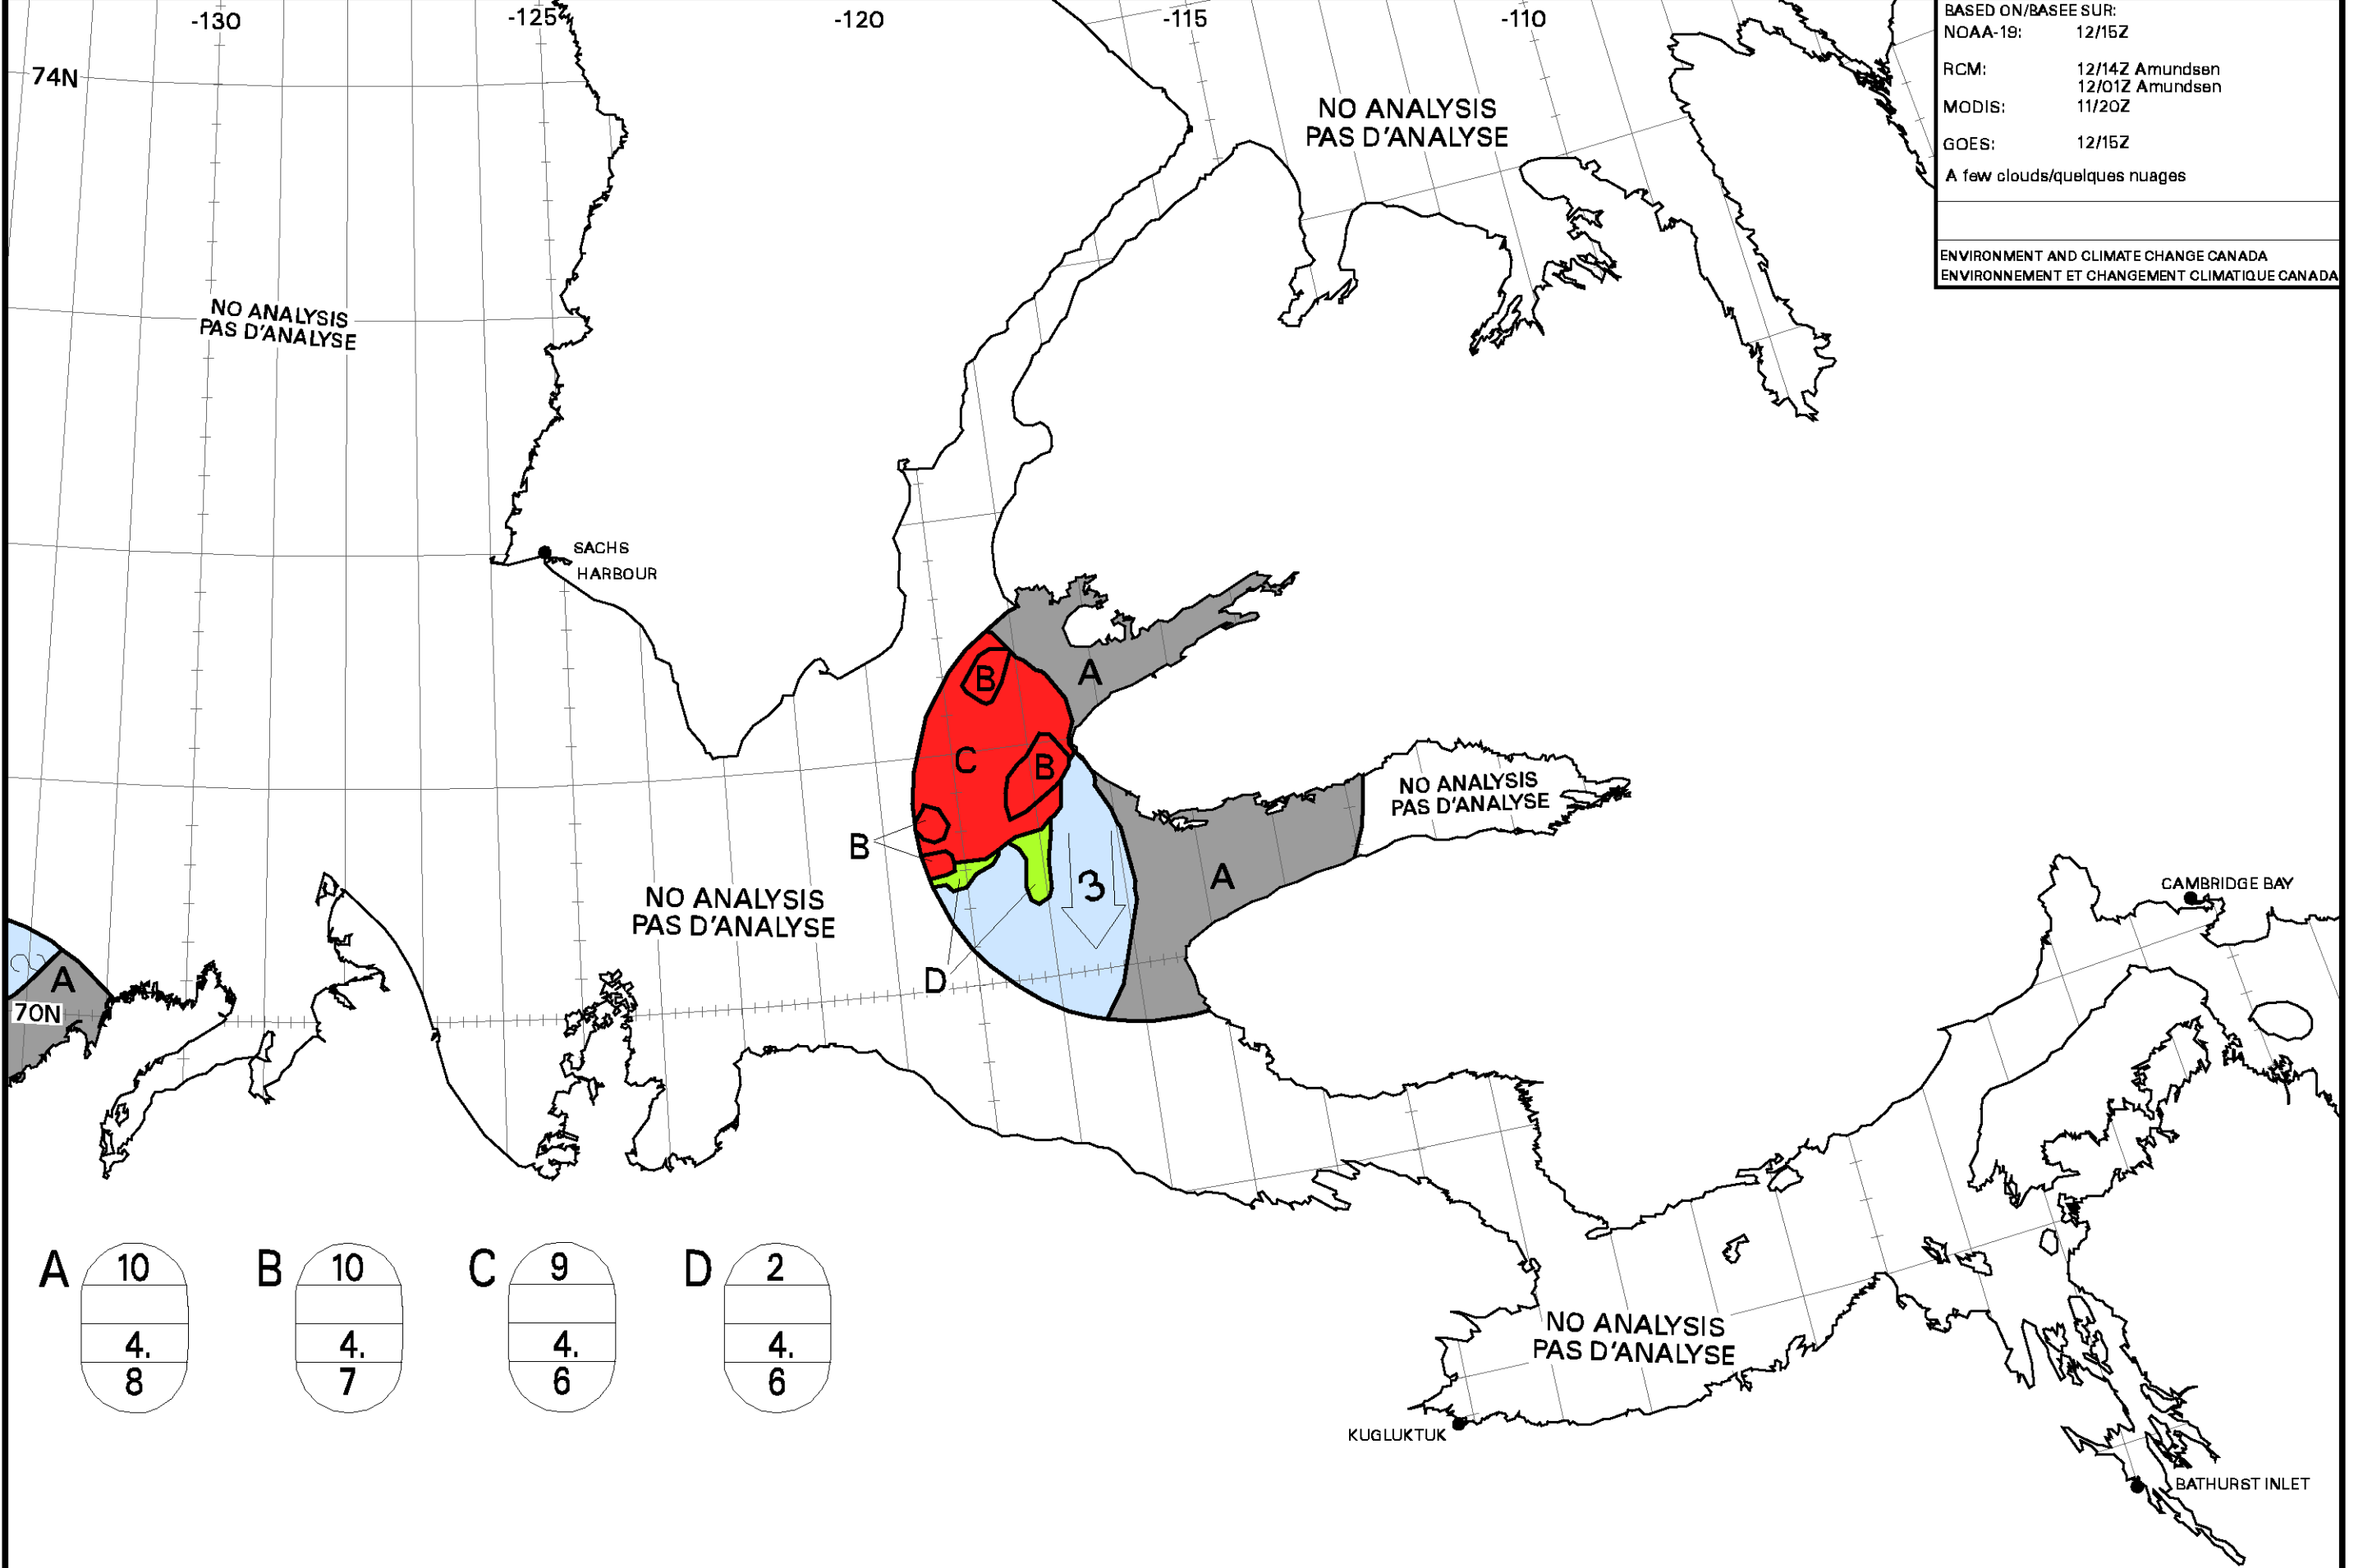 -130
-125
-120
-115
-110
74N
BASED ON/BASEE SUR:
NOAA-19: 12/15Z
RCM: 12/14Z Amundsen
12/01Z Amundsen
MODIS: 11/20Z
GOES: 12/15Z
A few clouds/quelques nuages
ENVIRONMENT AND CLIMATE CHANGE CANADA
ENVIRONNEMENT ET CHANGEMENT CLIMATIQUE CANADA
NO ANALYSIS
PAS D'ANALYSE
NO ANALYSIS
PAS D'ANALYSE
SACHS
HARBOUR
B
A
C
B
NO ANALYSIS
PAS D'ANALYSE
B
NO ANALYSIS
PAS D'ANALYSE
3
A
CAMBRIDGE BAY
D
3
A
70N
A 10 4. 8
B 10 4. 7
C 9 4. 6
D 2 4. 6
NO ANALYSIS
PAS D'ANALYSE
KUGLUKTUK
BATHURST INLET